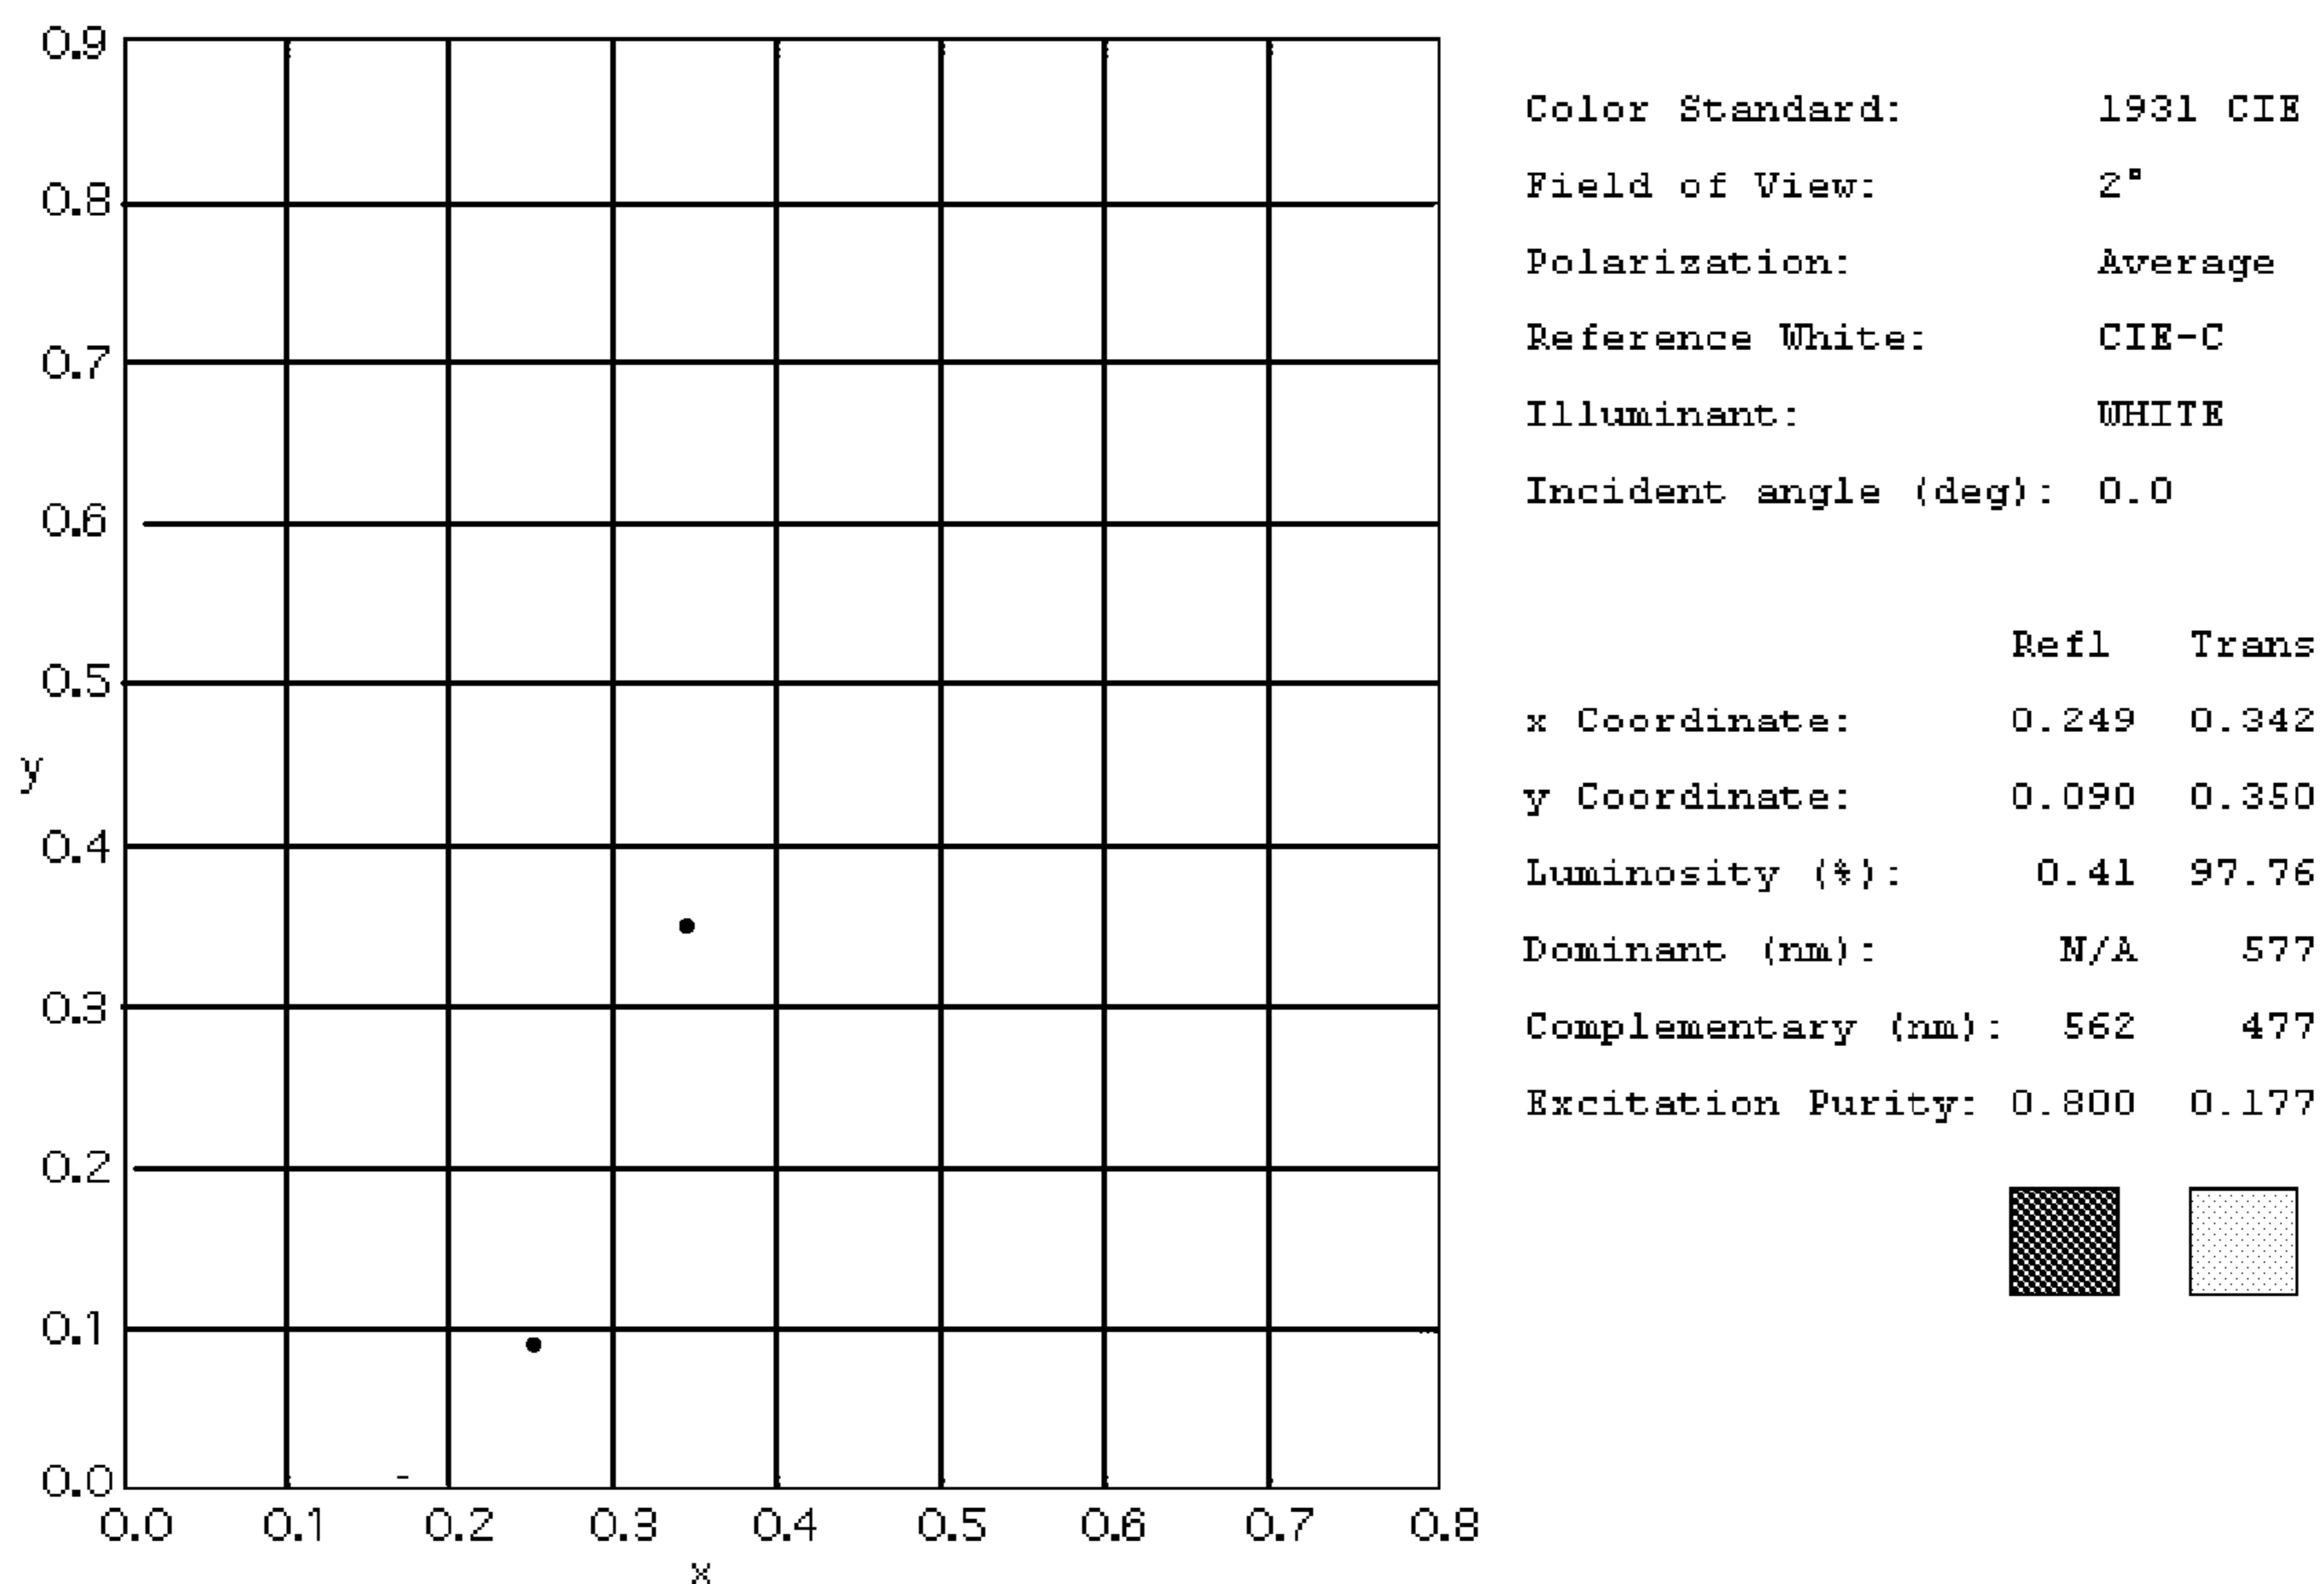 0.9
0.8
0.7
0.6
0.5
y
0.4
0.3
0.2
0.1
0.0
0.0 0.1 0.2 0.3 0.4 0.5 0.6 0.7 0.8
x
Color Standard: 1931 CIE
Field of View: 2°
Polarization: Average
Reference White: CIE-C
Illuminant: WHITE
Incident angle (deg): 0.0
Refl Trans
x Coordinate: 0.249 0.342
y Coordinate: 0.090 0.350
Luminosity (%): 0.41 97.76
Dominant (nm): N/A 577
Complementary (nm): 562 477
Excitation Purity: 0.800 0.177